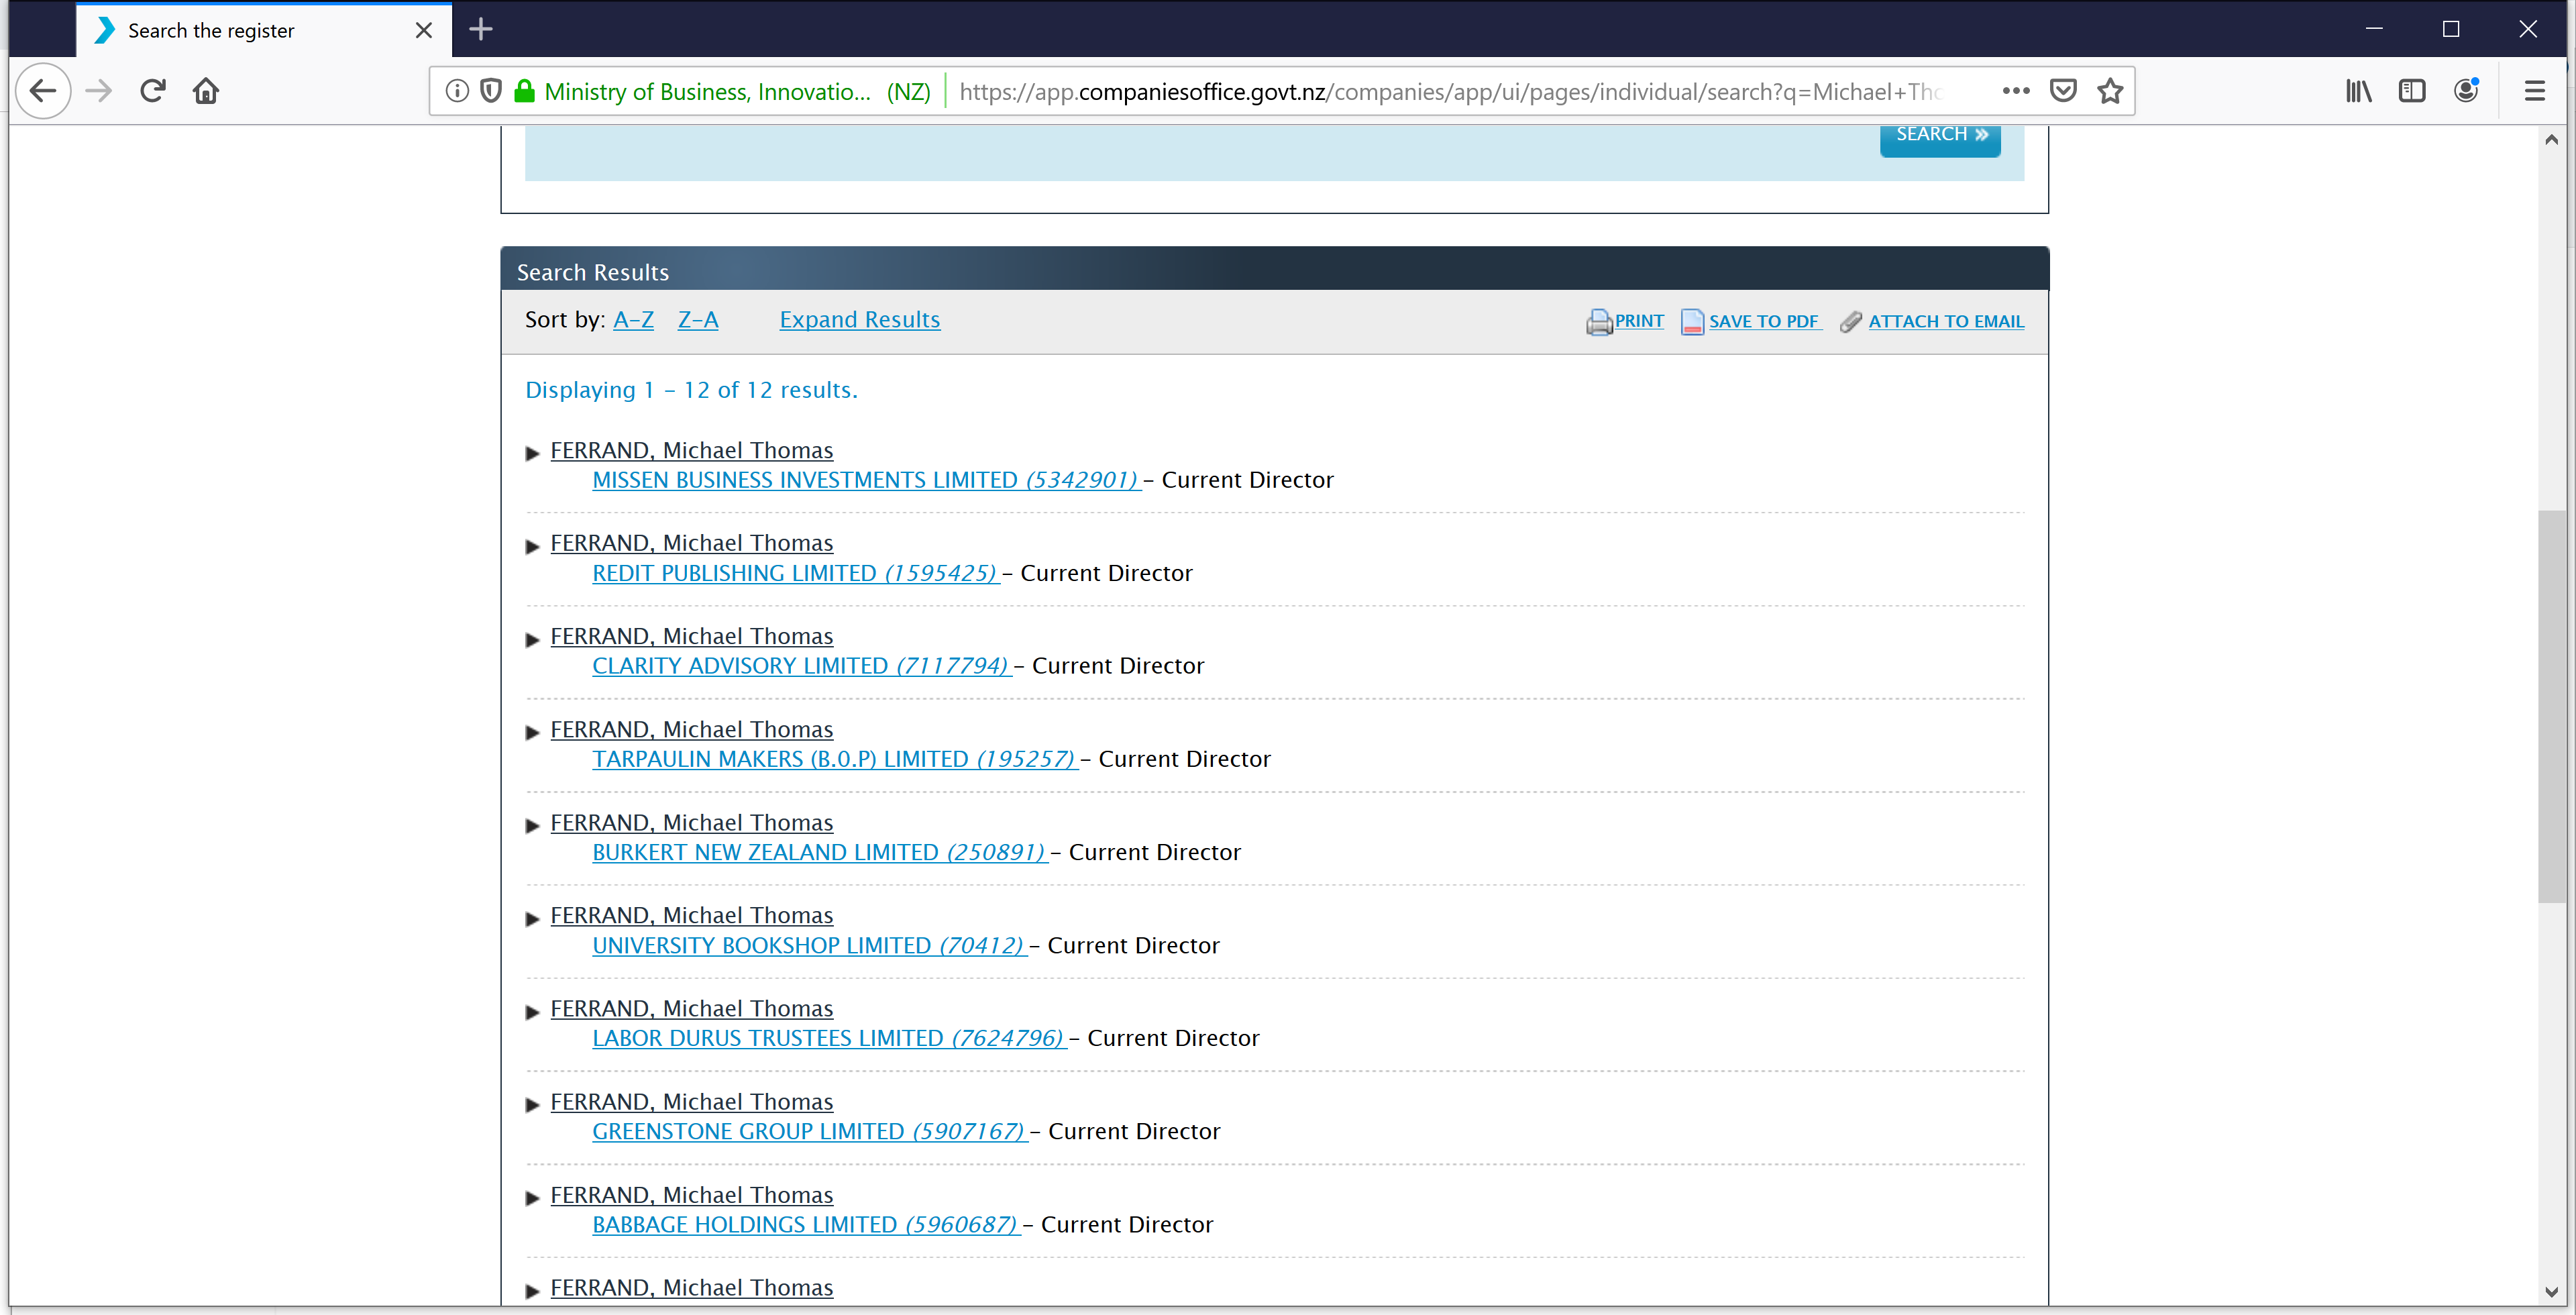 Search the register
Ministry of Business, Innovatio... (NZ) https://app.companiesoffice.govt.nz/companies/app/ui/pages/individual/search?q=Michael+Tho
SEARCH »
Search Results
Sort by: A-Z Z-A Expand Results PRINT SAVE TO PDF ATTACH TO EMAIL
Displaying 1 - 12 of 12 results.
FERRAND, Michael Thomas
MISSEN BUSINESS INVESTMENTS LIMITED (5342901) - Current Director
FERRAND, Michael Thomas
REDIT PUBLISHING LIMITED (1595425) - Current Director
FERRAND, Michael Thomas
CLARITY ADVISORY LIMITED (7117794) - Current Director
FERRAND, Michael Thomas
TARPAULIN MAKERS (B.O.P) LIMITED (195257) - Current Director
FERRAND, Michael Thomas
BURKERT NEW ZEALAND LIMITED (250891) - Current Director
FERRAND, Michael Thomas
UNIVERSITY BOOKSHOP LIMITED (70412) - Current Director
FERRAND, Michael Thomas
LABOR DURUS TRUSTEES LIMITED (7624796) - Current Director
FERRAND, Michael Thomas
GREENSTONE GROUP LIMITED (5907167) - Current Director
FERRAND, Michael Thomas
BABBAGE HOLDINGS LIMITED (5960687) - Current Director
FERRAND, Michael Thomas